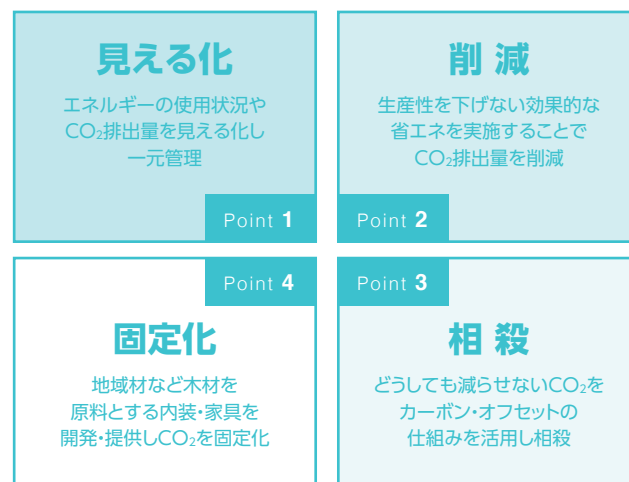 見える化
エネルギーの使用状況や
CO₂排出量を見える化し
一元管理
Point 1
削 減
生産性を下げない効果的な
省エネを実施することで
CO₂排出量を削減
Point 2
Point 4
固定化
地域材など木材を
原料とする内装・家具を
開発・提供しCO₂を固定化
Point 3
相 殺
どうしても減らせないCO₂を
カーボン・オフセットの
仕組みを活用し相殺